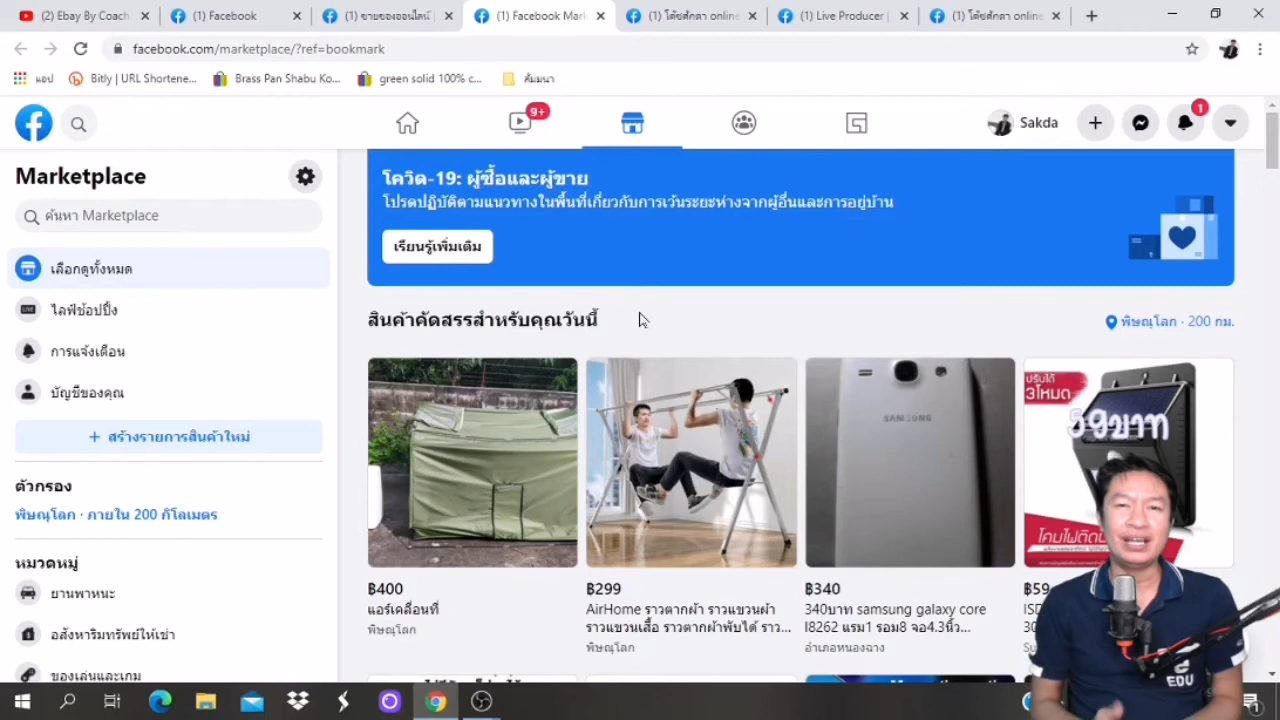 (2) Ebay By Coach
(1) Facebook
(1) ขายของออนไลน์
(1) Facebook Mar
(1) โค้ชศักดา online
(1) Live Producer
(1) โค้ชศักดา online
facebook.com/marketplace/?ref=bookmark
แอป
Bitly | URL Shortene...
Brass Pan Shabu Ko...
green solid 100% c...
สัมมนา
9+
Sakda
1
Marketplace
ค้นหา Marketplace
เลือกดูทั้งหมด
LIVE
ไลฟ์ช้อปปิ้ง
การแจ้งเตือน
บัญชีของคุณ
+ สร้างรายการสินค้าใหม่
ตัวกรอง
พิษณุโลก · ภายใน 200 กิโลเมตร
หมวดหมู่
ยานพาหนะ
อสังหาริมทรัพย์ให้เช่า
ของเล่นและเกม
โควิด-19: ผู้ซื้อและผู้ขาย
โปรดปฏิบัติตามแนวทางในพื้นที่เกี่ยวกับการเว้นระยะห่างจากผู้อื่นและการอยู่บ้าน
เรียนรู้เพิ่มเติม
สินค้าคัดสรรสำหรับคุณวันนี้
พิษณุโลก · 200 กม.
SAMSUNG
ปรับได้
3โหมด
59บาท
฿400
แอร์เคลื่อนที่
พิษณุโลก
฿299
AirHome ราวตากผ้า ราวแขวนผ้า
ราวแขวนเสื้อ ราวตากผ้าพับได้ ราว...
พิษณุโลก
฿340
340บาท samsung galaxy core
I8262 แรม1 รอม8 จอ4.3นิ้ว...
อำเภอหนองฉาง
฿59
EDU
1